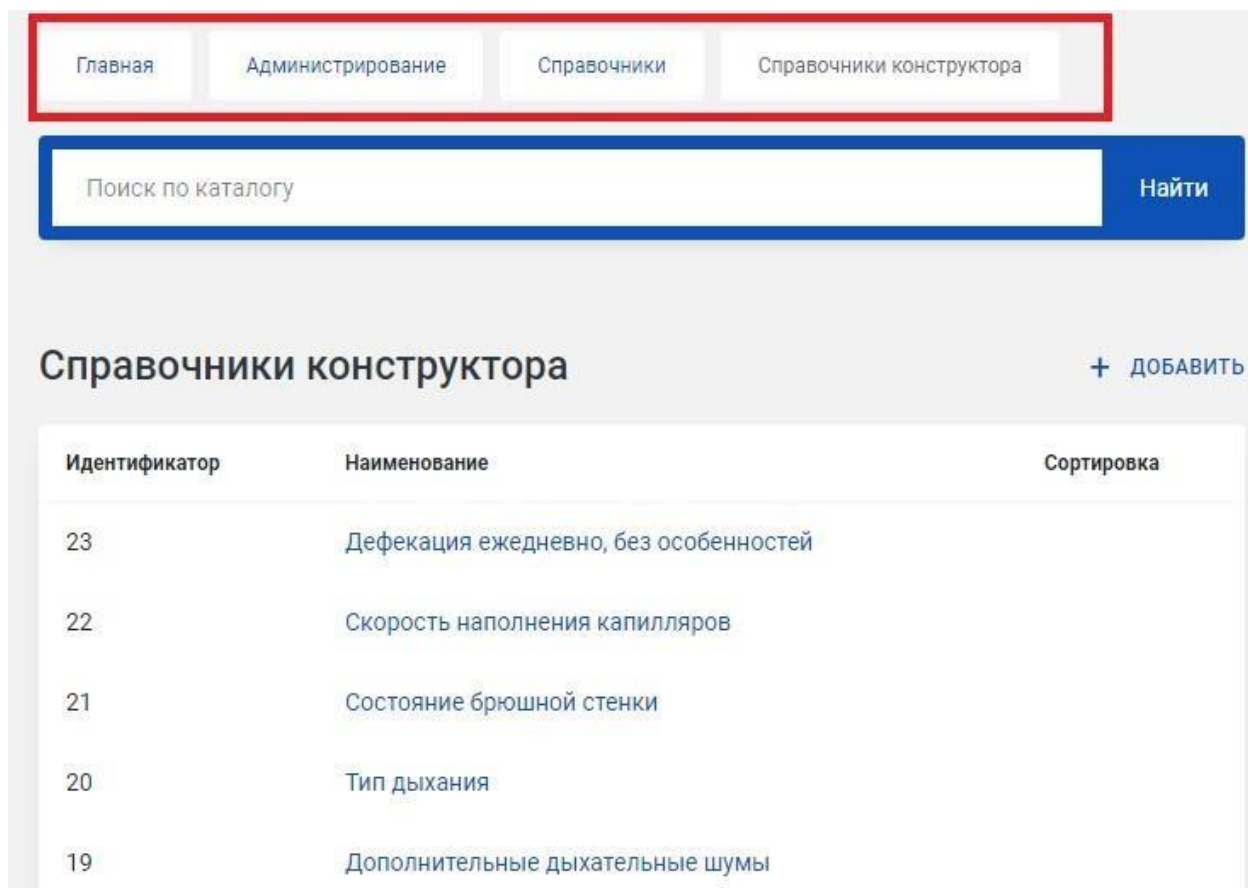 Главная Администрирование Справочники Справочники конструктора
Поиск по каталогу Найти
Справочники конструктора + ДОБАВИТЬ
Идентификатор Наименование Сортировка
23 Дефекация ежедневно, без особенностей
22 Скорость наполнения капилляров
21 Состояние брюшной стенки
20 Тип дыхания
19 Дополнительные дыхательные шумы